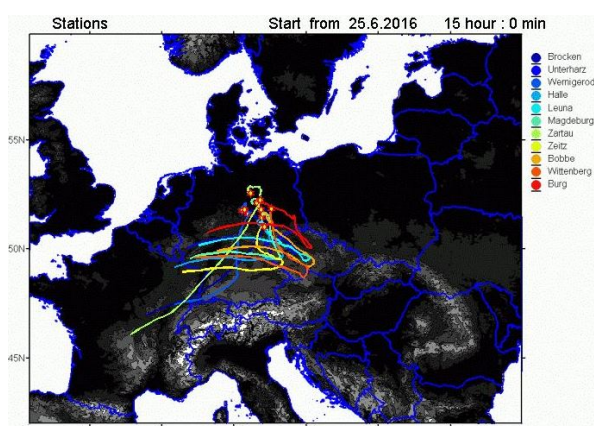 Stations Start from 25.6.2016 15 hour : 0 min
Brocken
Unterharz
Wernigerod
Halle
Leuna
Magdeburg
Zartau
Zeitz
Bobbe
Wittenberg
Burg
55N
50N
45N